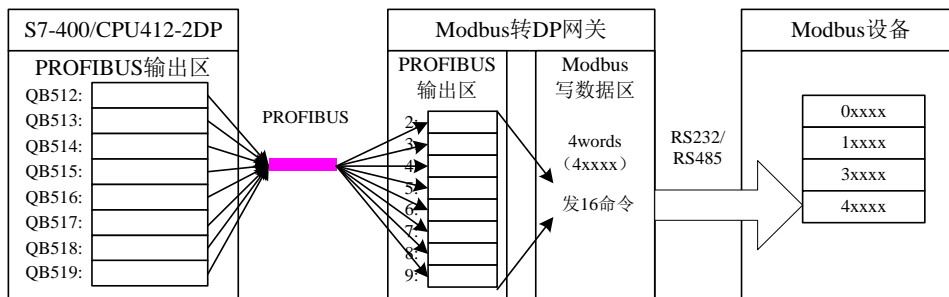 S7-400/CPU412-2DP
PROFIBUS输出区
QB512:
QB513:
QB514:
QB515:
QB516:
QB517:
QB518:
QB519:
PROFIBUS
Modbus转DP网关
PROFIBUS
输出区
2:
3:
4:
5:
6:
7:
8:
9:
Modbus
写数据区
4words
（4xxxx）
发16命令
RS232/
RS485
Modbus设备
0xxxx
1xxxx
3xxxx
4xxxx